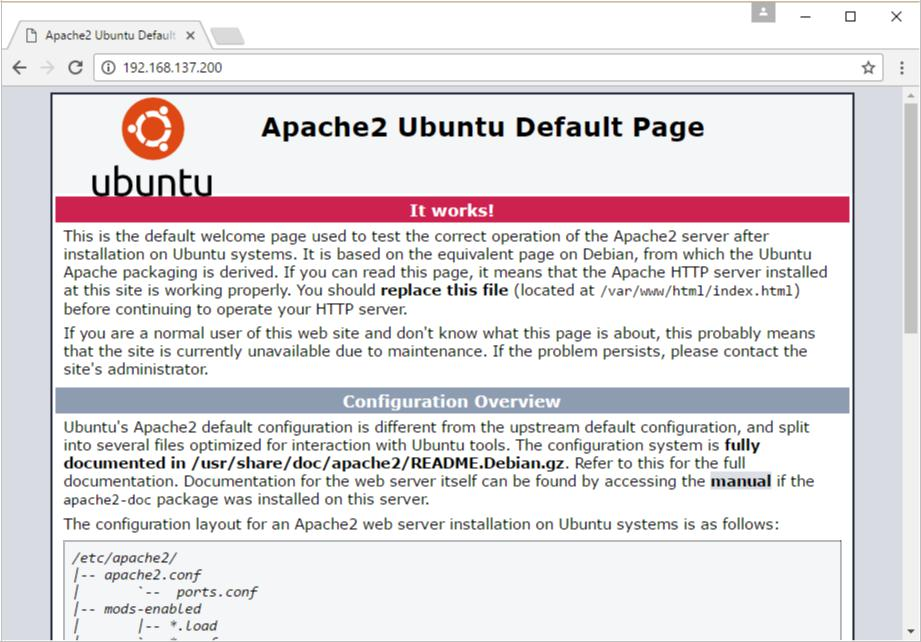 Apache2 Ubuntu Default
192.168.137.200
ubuntu
Apache2 Ubuntu Default Page
It works!
This is the default welcome page used to test the correct operation of the Apache2 server after
installation on Ubuntu systems. It is based on the equivalent page on Debian, from which the Ubuntu
Apache packaging is derived. If you can read this page, it means that the Apache HTTP server installed
at this site is working properly. You should replace this file (located at /var/www/html/index.html)
before continuing to operate your HTTP server.
If you are a normal user of this web site and don't know what this page is about, this probably means
that the site is currently unavailable due to maintenance. If the problem persists, please contact the
site's administrator.
Configuration Overview
Ubuntu's Apache2 default configuration is different from the upstream default configuration, and split
into several files optimized for interaction with Ubuntu tools. The configuration system is fully
documented in /usr/share/doc/apache2/README.Debian.gz. Refer to this for the full
documentation. Documentation for the web server itself can be found by accessing the manual if the
apache2-doc package was installed on this server.
The configuration layout for an Apache2 web server installation on Ubuntu systems is as follows:
/etc/apache2/
|-- apache2.conf
|       `--  ports.conf
|-- mods-enabled
|       |-- *.load